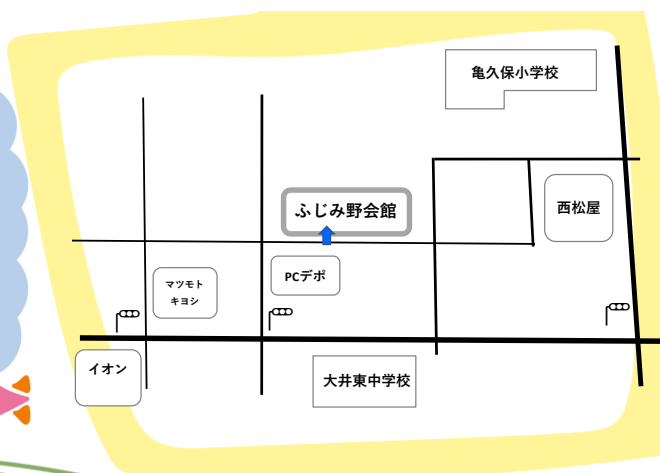 亀久保小学校
ふじみ野会館
西松屋
PCデポ
マツモト
キヨシ
イオン
大井東中学校